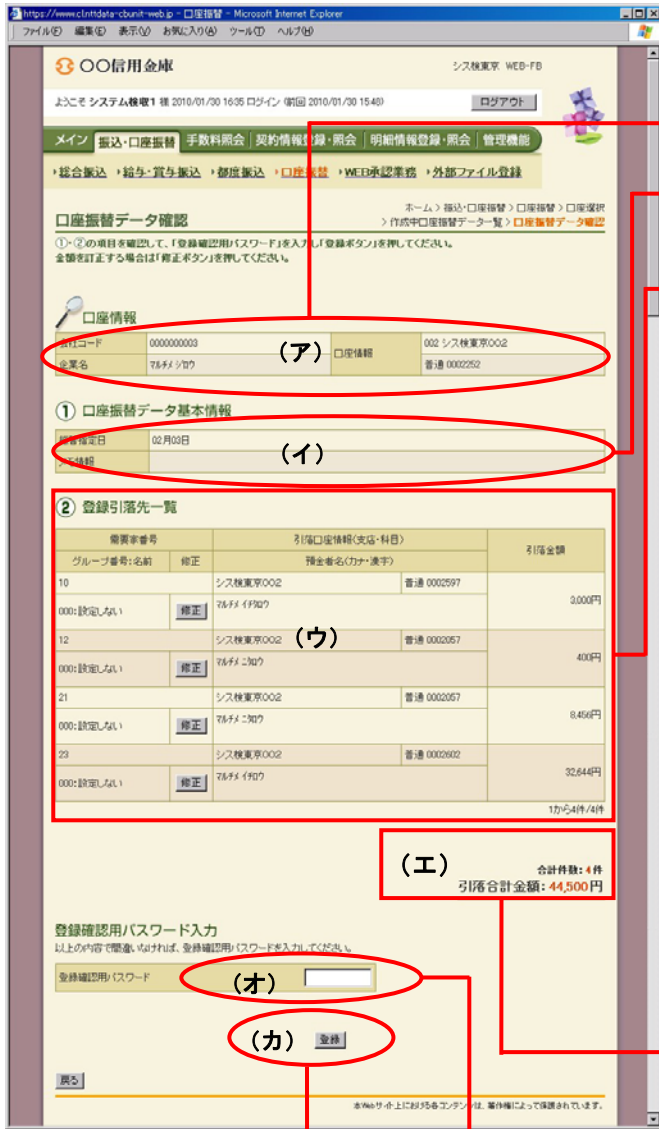 https://www.clnttdata-cbunit-web.jp - 口座振替 - Microsoft Internet Explorer
ファイル(F) 編集(E) 表示(V) お気に入り(A) ツール(T) ヘルプ(H)
〇〇信用金庫
シス検東京 WEB-FB
ようこそ システム検収1 様 2010/01/30 16:35 ログイン (前回 2010/01/30 15:48)
ログアウト
メイン 振込・口座振替 手数料照会 契約情報登録・照会 明細情報登録・照会 管理機能
総合振込 給与・賞与振込 都度振込 口座振替 WEB承認業務 外部ファイル登録
ホーム > 振込・口座振替 > 口座振替 > 口座選択
口座振替データ確認
> 作成中口座振替データ一覧 > 口座振替データ確認
①・②の項目を確認して、「登録確認用パスワード」を入力し「登録ボタン」を押してください。
金額を訂正する場合は「修正ボタン」を押してください。
口座情報
会社コード 0000000003 (ア) 口座情報 002 シス検東京〇〇2
企業名 マルチメ ジロウ 普通 0002252
① 口座振替データ基本情報
振替指定日 02月03日
メモ情報 (イ)
② 登録引落先一覧
需要家番号 引落口座情報(支店・科目) 引落金額
グループ番号:名前 修正 預金者名(カナ・漢字)
10 シス検東京〇〇2 普通 0002597 3,000円
000:設定しない 修正 マルチメ イチロウ
12 シス検東京〇〇2 (ウ) 普通 0002057 400円
000:設定しない 修正 マルチメ ニロウ
21 シス検東京〇〇2 普通 0002057 8,456円
000:設定しない 修正 マルチメ ニロウ
23 シス検東京〇〇2 普通 0002602 32,644円
000:設定しない 修正 マルチメ イチロウ
1から4件/4件
(エ)
合計件数: 4件
引落合計金額: 44,500円
登録確認用パスワード入力
以上の内容で間違いなければ、登録確認用パスワードを入力してください。
登録確認用パスワード (オ)
(カ) 登録
戻る
本Webサイト上における各コンテンツは、著作権によって保護されています。